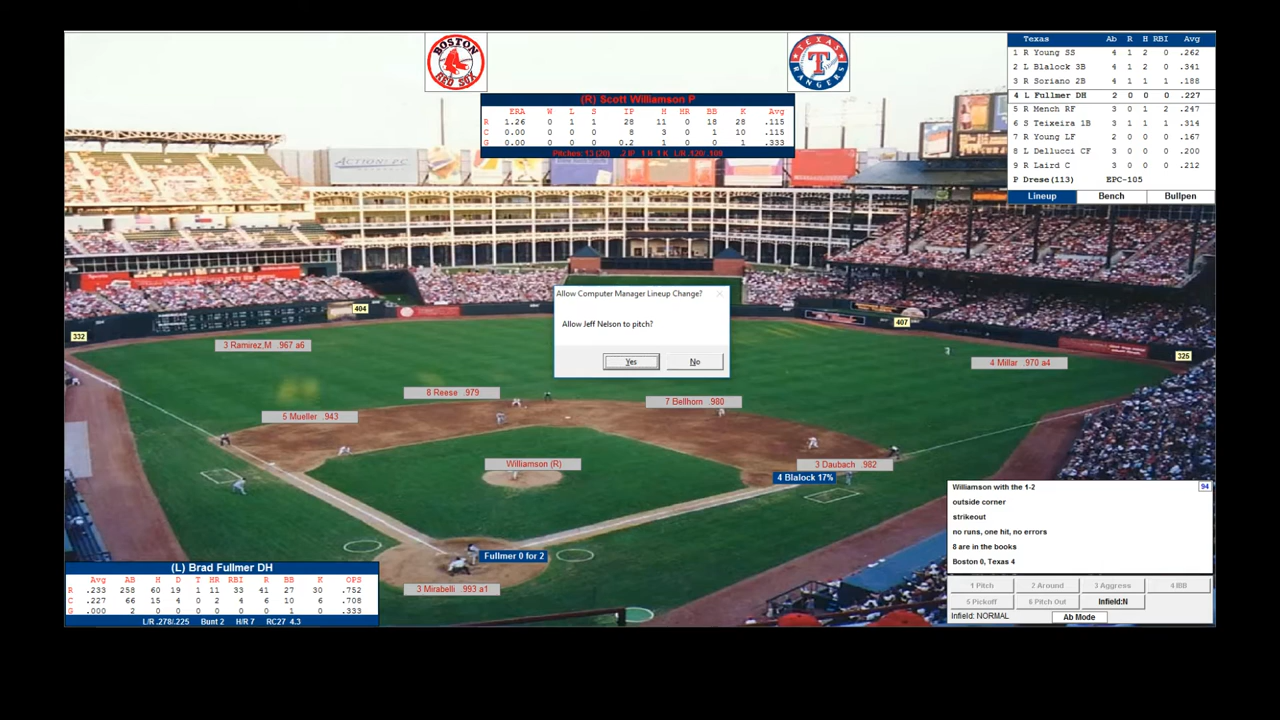 BOSTON
RED SOX
TEXAS
RANGERS
T
(R) Scott Williamson P
ERA W L S IP H HR BB K Avg
R 1.26 0 1 1 28 11 0 18 28 .115
C 0.00 0 0 0 8 3 0 1 10 .115
G 0.00 0 0 0 0.2 1 0 0 1 .333
Pitches: 13 (20) .2 IP 1 H 1 K L/R .120/.109
Texas Ab R H RBI Avg
1 R Young SS 4 1 2 0 .262
2 L Blalock 3B 4 1 2 0 .341
3 R Soriano 2B 4 1 1 1 .188
4 L Fullmer DH 2 0 0 0 .227
5 R Mench RF 3 0 1 2 .247
6 S Teixeira 1B 3 1 1 1 .314
7 R Young LF 2 0 0 0 .167
8 L Dellucci CF 3 0 0 0 .200
9 R Laird C 3 0 0 0 .212
P Drese(113) EPC-105
Lineup Bench Bullpen
ACTION! PC
Allow Computer Manager Lineup Change?
Allow Jeff Nelson to pitch?
Yes No
404
407
332
325
3 Ramirez,M .967 a6
4 Millar .970 a4
8 Reese .979
7 Bellhorn .980
5 Mueller .943
Williamson (R)
3 Daubach .982
4 Blalock 17%
Fullmer 0 for 2
3 Mirabelli .993 a1
(L) Brad Fullmer DH
Avg AB H D T HR RBI R BB K OPS
R .233 258 60 19 1 11 33 41 27 30 .752
C .227 66 15 4 0 2 4 6 10 6 .708
G .000 2 0 0 0 0 0 0 1 0 .333
L/R .278/.225 Bunt 2 H/R 7 RC27 4.3
Williamson with the 1-2 94
outside corner
strikeout
no runs, one hit, no errors
8 are in the books
Boston 0, Texas 4
1 Pitch 2 Around 3 Aggress 4 IBB
5 Pickoff 6 Pitch Out Infield:N
Infield: NORMAL Ab Mode